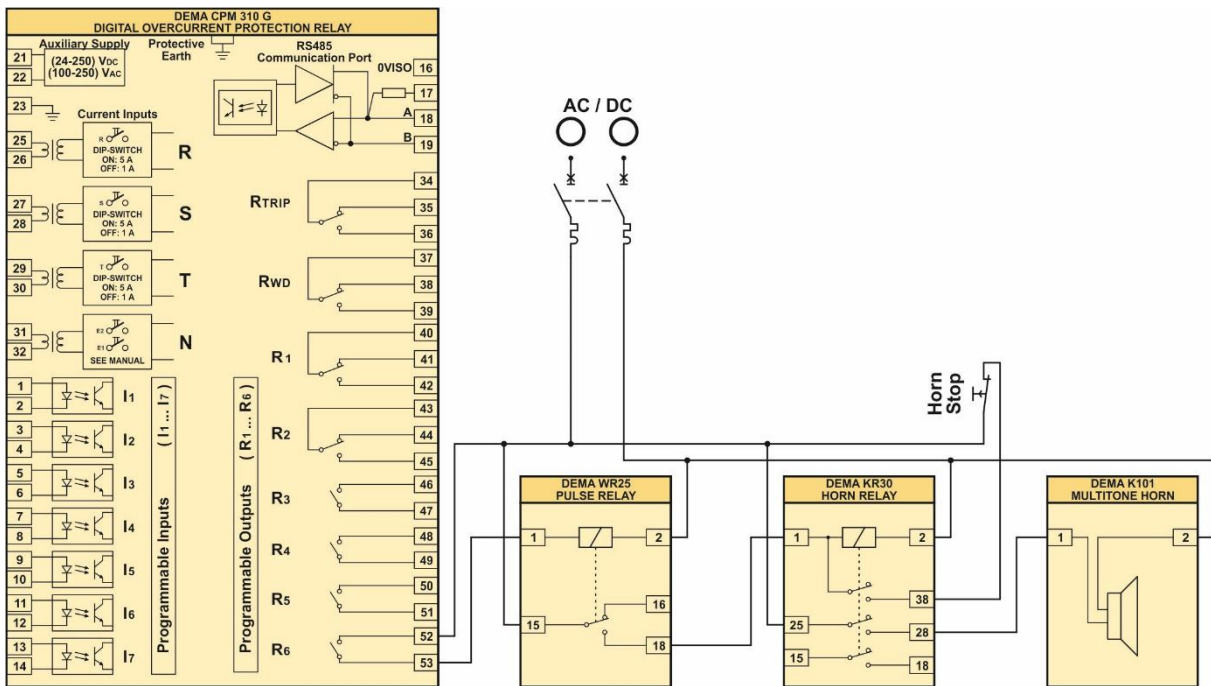 DEMA CPM 310 G
DIGITAL OVERCURRENT PROTECTION RELAY
Auxiliary Supply
21
22
(24-250) VDC
(100-250) VAC
Protective
Earth
RS485
Communication Port
0VISO
16
17
A
18
B
19
23
Current Inputs
25
26
R
DIP-SWITCH
ON: 5 A
OFF: 1 A
R
27
28
S
DIP-SWITCH
ON: 5 A
OFF: 1 A
S
29
30
T
DIP-SWITCH
ON: 5 A
OFF: 1 A
T
31
32
E2
E1
SEE MANUAL
N
1
2
I1
3
4
I2
5
6
I3
7
8
I4
9
10
I5
11
12
I6
13
14
I7
Programmable Inputs ( I1 ... I7 )
Programmable Outputs ( R1 ... R6 )
RTRIP
34
35
36
RWD
37
38
39
R1
40
41
42
R2
43
44
45
R3
46
47
R4
48
49
R5
50
51
R6
52
53
AC / DC
Horn
Stop
DEMA WR25
PULSE RELAY
1
2
15
16
18
DEMA KR30
HORN RELAY
1
2
38
25
28
15
18
DEMA K101
MULTITONE HORN
1
2